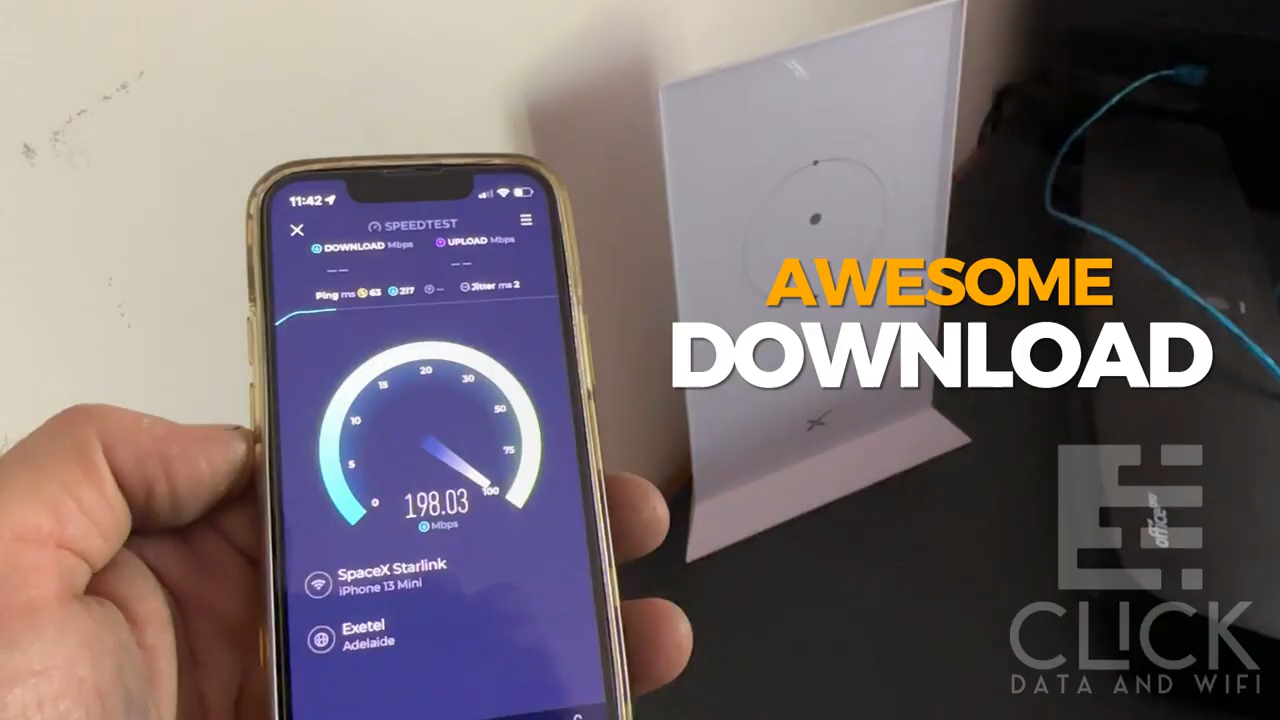 11:42
SPEEDTEST
DOWNLOAD Mbps UPLOAD Mbps
Ping ms 63 217 Jitter ms 2
0 5 10 15 20 30 50 75 100
198.03
Mbps
SpaceX Starlink
iPhone 13 Mini
Exetel
Adelaide
AWESOME
DOWNLOAD
office
CLiCK
DATA AND WIFI